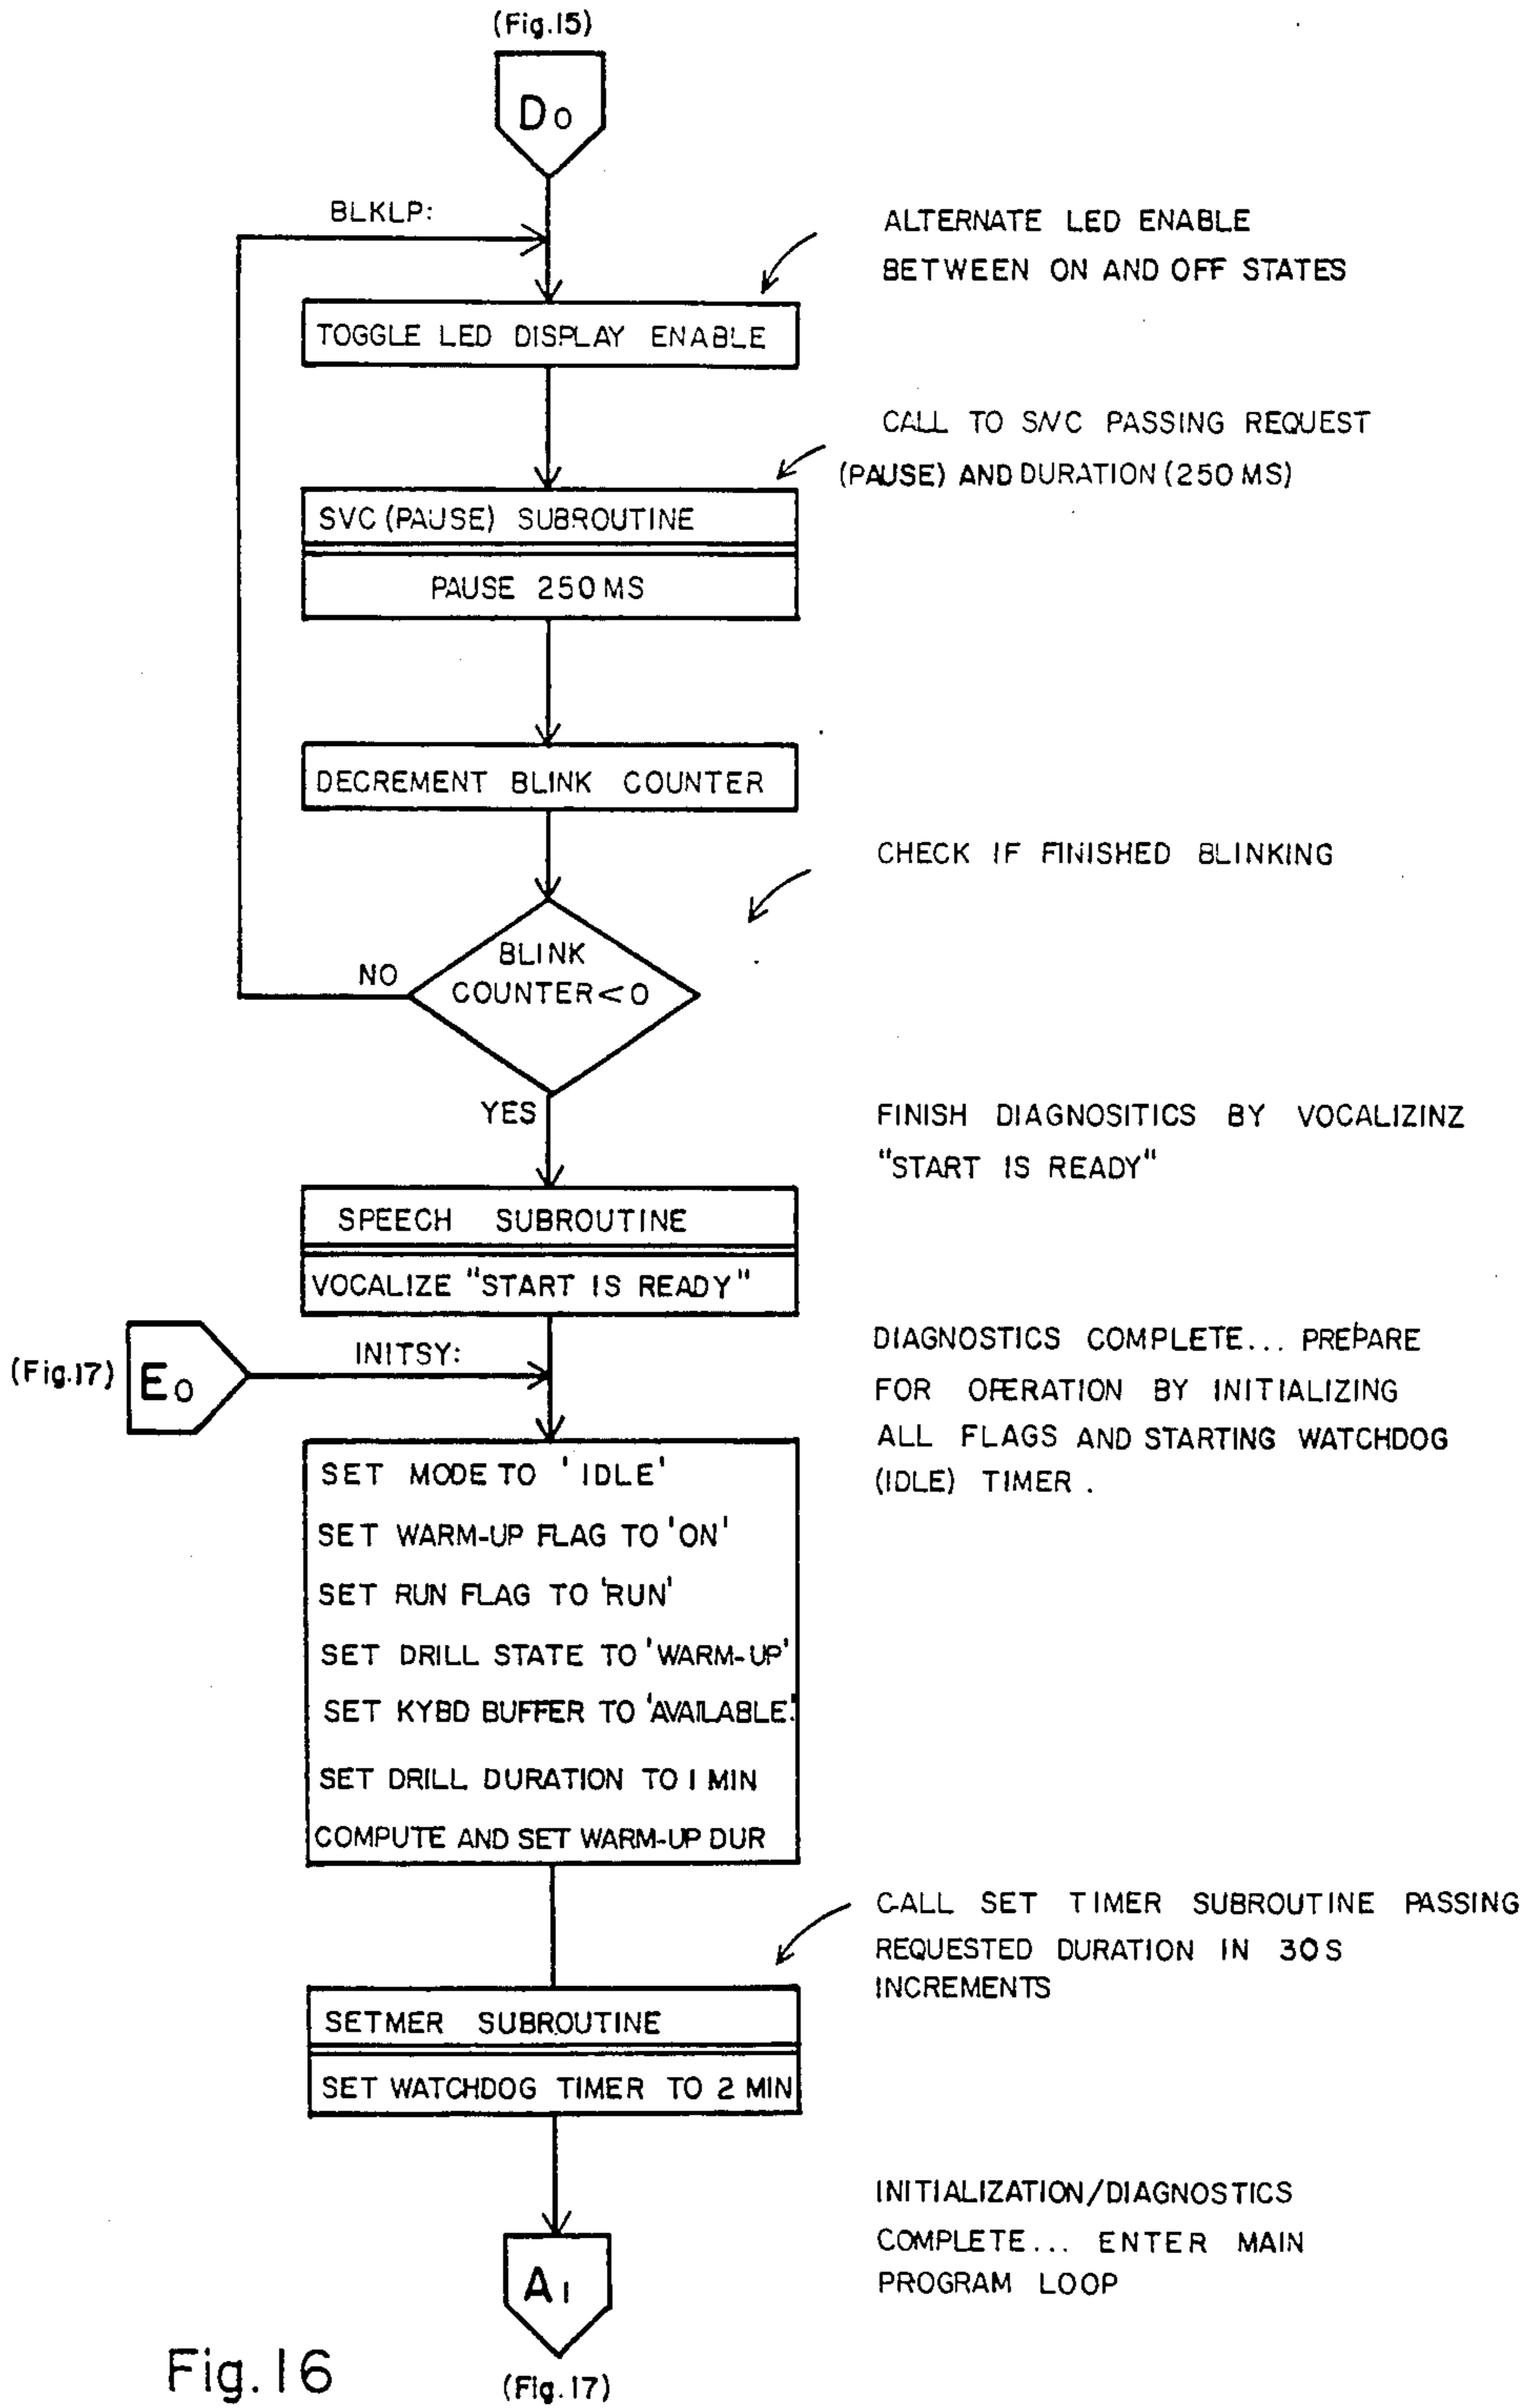 (Fig.15)
D0
BLKLP:
ALTERNATE LED ENABLE
BETWEEN ON AND OFF STATES
TOGGLE LED DISPLAY ENABLE
CALL TO SVC PASSING REQUEST
(PAUSE) AND DURATION (250 MS)
SVC (PAUSE) SUBROUTINE
PAUSE 250 MS
DECREMENT BLINK COUNTER
CHECK IF FINISHED BLINKING
BLINK
COUNTER < 0
NO
YES
FINISH DIAGNOSITICS BY VOCALIZINZ
"START IS READY"
SPEECH SUBROUTINE
VOCALIZE "START IS READY"
(Fig.17)
E0
INITSY:
DIAGNOSTICS COMPLETE... PREPARE
FOR OPERATION BY INITIALIZING
ALL FLAGS AND STARTING WATCHDOG
(IDLE) TIMER .
SET MODE TO 'IDLE'
SET WARM-UP FLAG TO 'ON'
SET RUN FLAG TO 'RUN'
SET DRILL STATE TO 'WARM-UP'
SET KYBD BUFFER TO 'AVAILABLE.'
SET DRILL DURATION TO 1 MIN
COMPUTE AND SET WARM-UP DUR
CALL SET TIMER SUBROUTINE PASSING
REQUESTED DURATION IN 30 S
INCREMENTS
SETMER SUBROUTINE
SET WATCHDOG TIMER TO 2 MIN
INITIALIZATION/DIAGNOSTICS
COMPLETE... ENTER MAIN
PROGRAM LOOP
A1
(Fig.17)
Fig.16